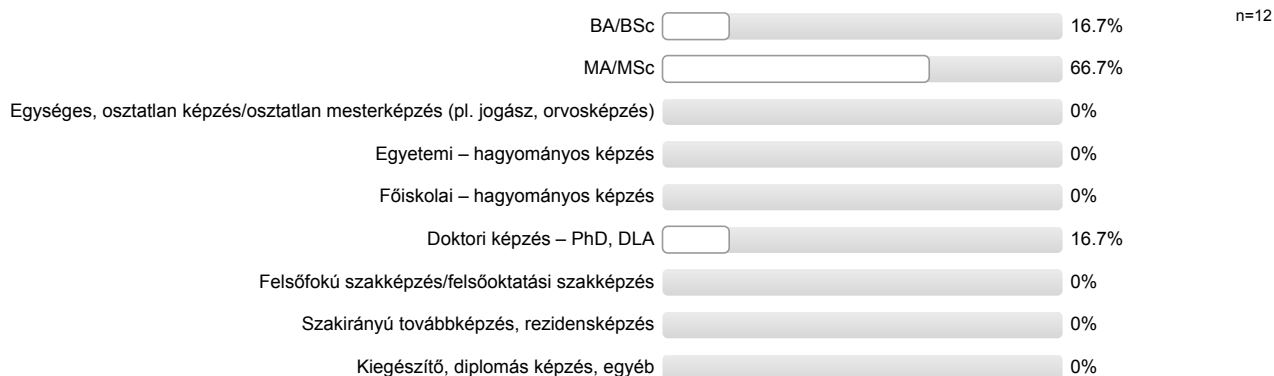 BA/BSc 16.7% n=12
MA/MSc 66.7%
Egységes, osztatlan képzés/osztatlan mesterképzés (pl. jogász, orvosképzés) 0%
Egyetemi – hagyományos képzés 0%
Főiskolai – hagyományos képzés 0%
Doktori képzés – PhD, DLA 16.7%
Felsőfokú szakképzés/felsőoktatási szakképzés 0%
Szakirányú továbbképzés, rezidensképzés 0%
Kiegészítő, diplomás képzés, egyéb 0%